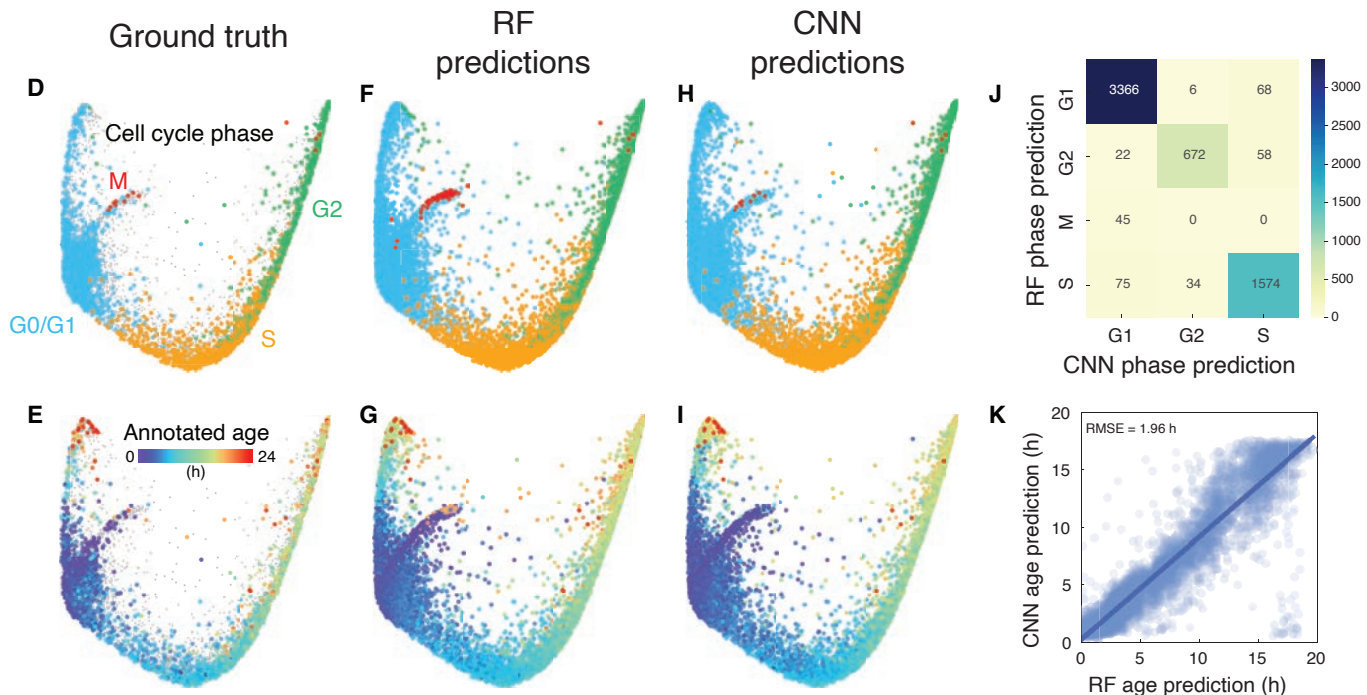 Ground truth
RF
predictions
CNN
predictions
D
Cell cycle phase
M
G2
G0/G1
S
F
H
J
RF phase prediction
G1
G2
M
S
3366 6 68
22 672 58
45 0 0
75 34 1574
G1 G2 S
CNN phase prediction
3000
2500
2000
1500
1000
500
0
E
Annotated age
0 24
(h)
G
I
K
RMSE = 1.96 h
CNN age prediction (h)
20
15
10
5
0
0 5 10 15 20
RF age prediction (h)